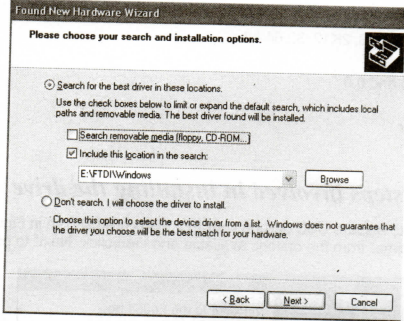 Found New Hardware Wizard
Please choose your search and installation options.
Search for the best driver in these locations.
Use the check boxes below to limit or expand the default search, which includes local
paths and removable media. The best driver found will be installed.
Search removable media (floppy, CD-ROM...)
Include this location in the search:
E:\FTDI\Windows
Browse
Don't search. I will choose the driver to install.
Choose this option to select the device driver from a list. Windows does not guarantee that
the driver you choose will be the best match for your hardware.
< Back
Next >
Cancel